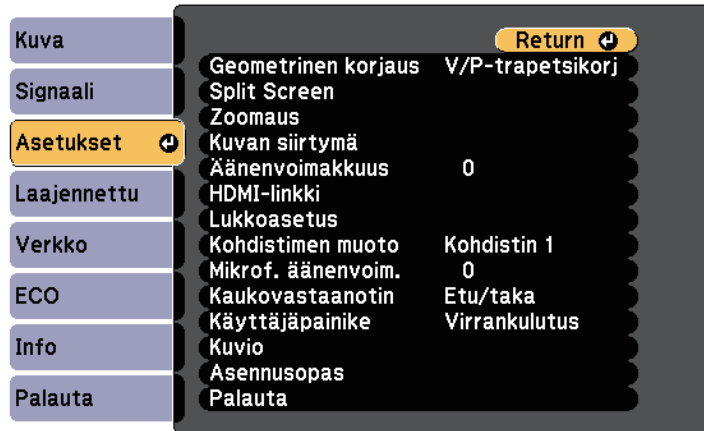 Kuva
Signaali
Asetukset
Laajennettu
Verkko
ECO
Info
Palauta
Return
Geometrinen korjaus V/P-trapetsikorj
Split Screen
Zoomaus
Kuvan siirtymä
Äänenvoimakkuus 0
HDMI-linkki
Lukkoasetus
Kohdistimen muoto Kohdistin 1
Mikrof. äänenvoim. 0
Kaukovastaanotin Etu/taka
Käyttäjäpainike Virrankulutus
Kuvio
Asennusopas
Palauta